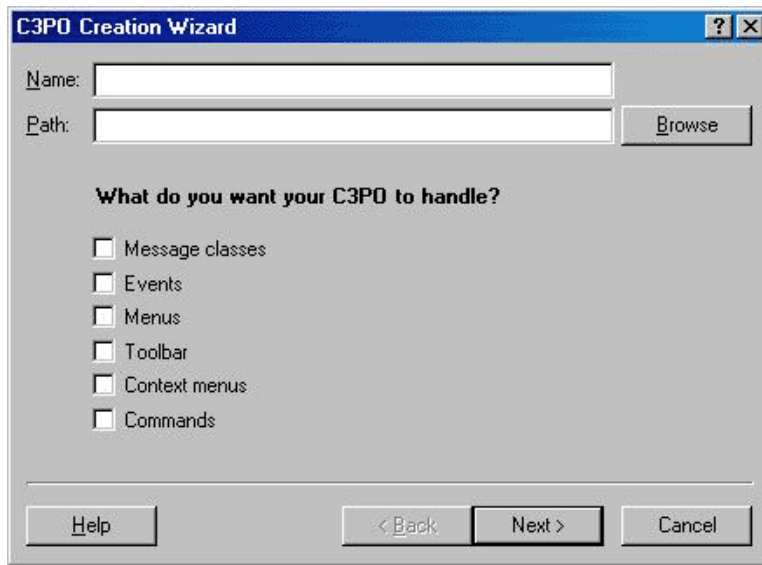 C3PO Creation Wizard
Name:
Path: Browse
What do you want your C3PO to handle?
Message classes
Events
Menus
Toolbar
Context menus
Commands
Help < Back Next > Cancel